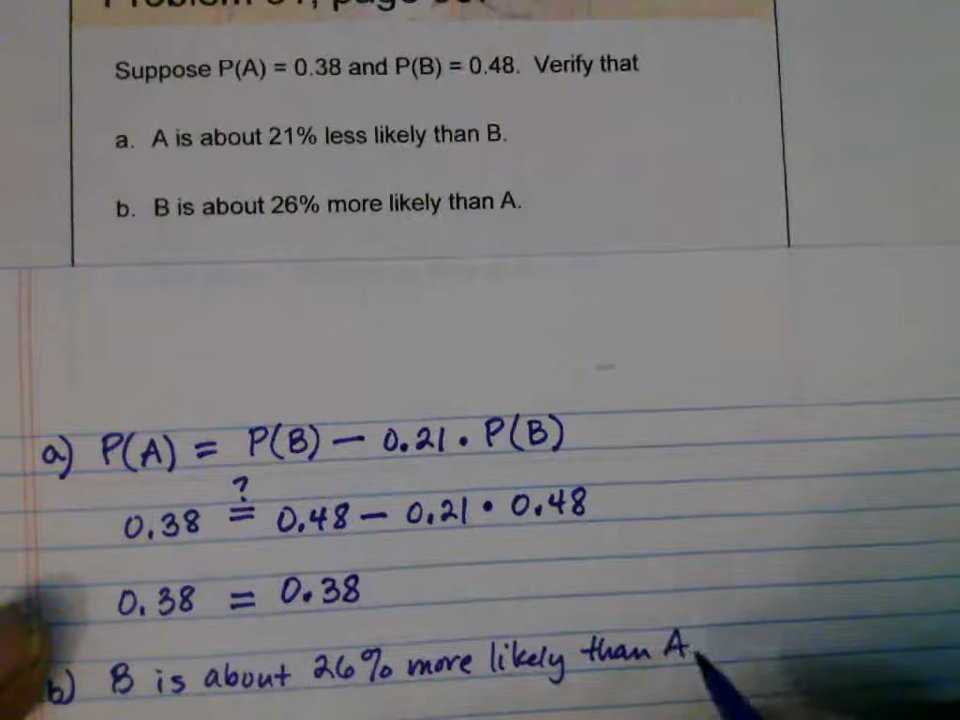 Suppose P(A) = 0.38 and P(B) = 0.48. Verify that
a. A is about 21% less likely than B.
b. B is about 26% more likely than A.
a) P(A) = P(B) - 0.21 · P(B)
0.38 ?= 0.48 - 0.21 · 0.48
0.38 = 0.38
b) B is about 26% more likely than A.